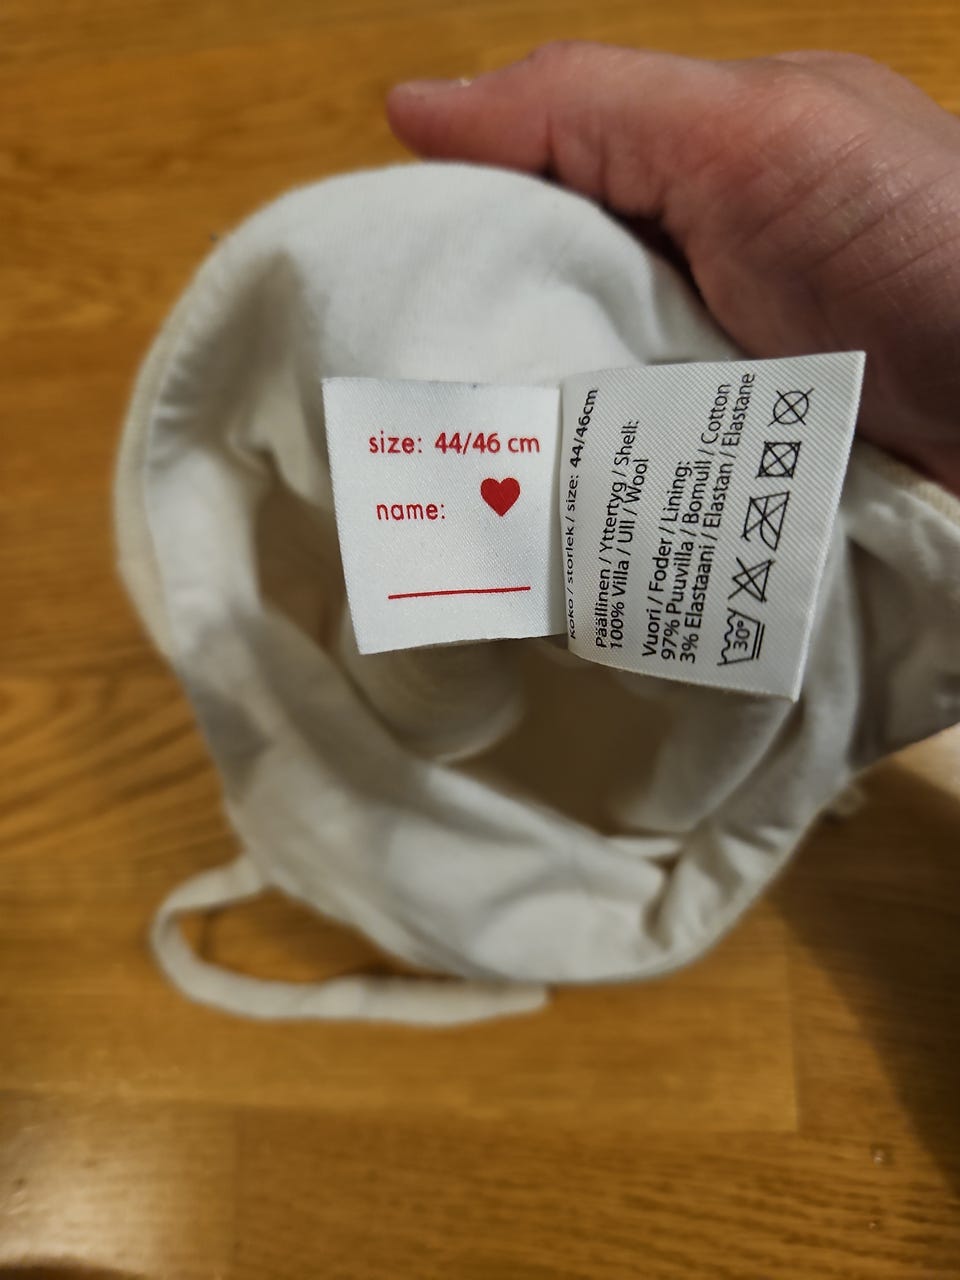 size: 44/46 cm
name:
Koko / storlek / size: 44/46cm
Päällinen / Yttertyg / Shell:
100% Villa / Ull / Wool
Vuori / Foder / Lining:
97% Puuvilla / Bomull / Cotton
3% Elastaani / Elastan / Elastane
30°